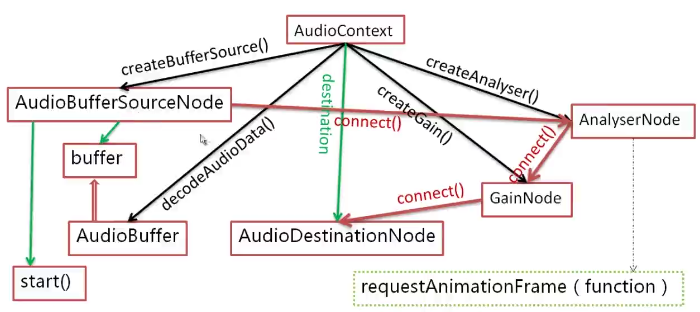 AudioContext
createBufferSource()
createAnalyser()
destination
createGain()
AudioBufferSourceNode
connect()
AnalyserNode
buffer
decodeAudioData()
connect()
connect()
GainNode
AudioBuffer
AudioDestinationNode
start()
requestAnimationFrame ( function )